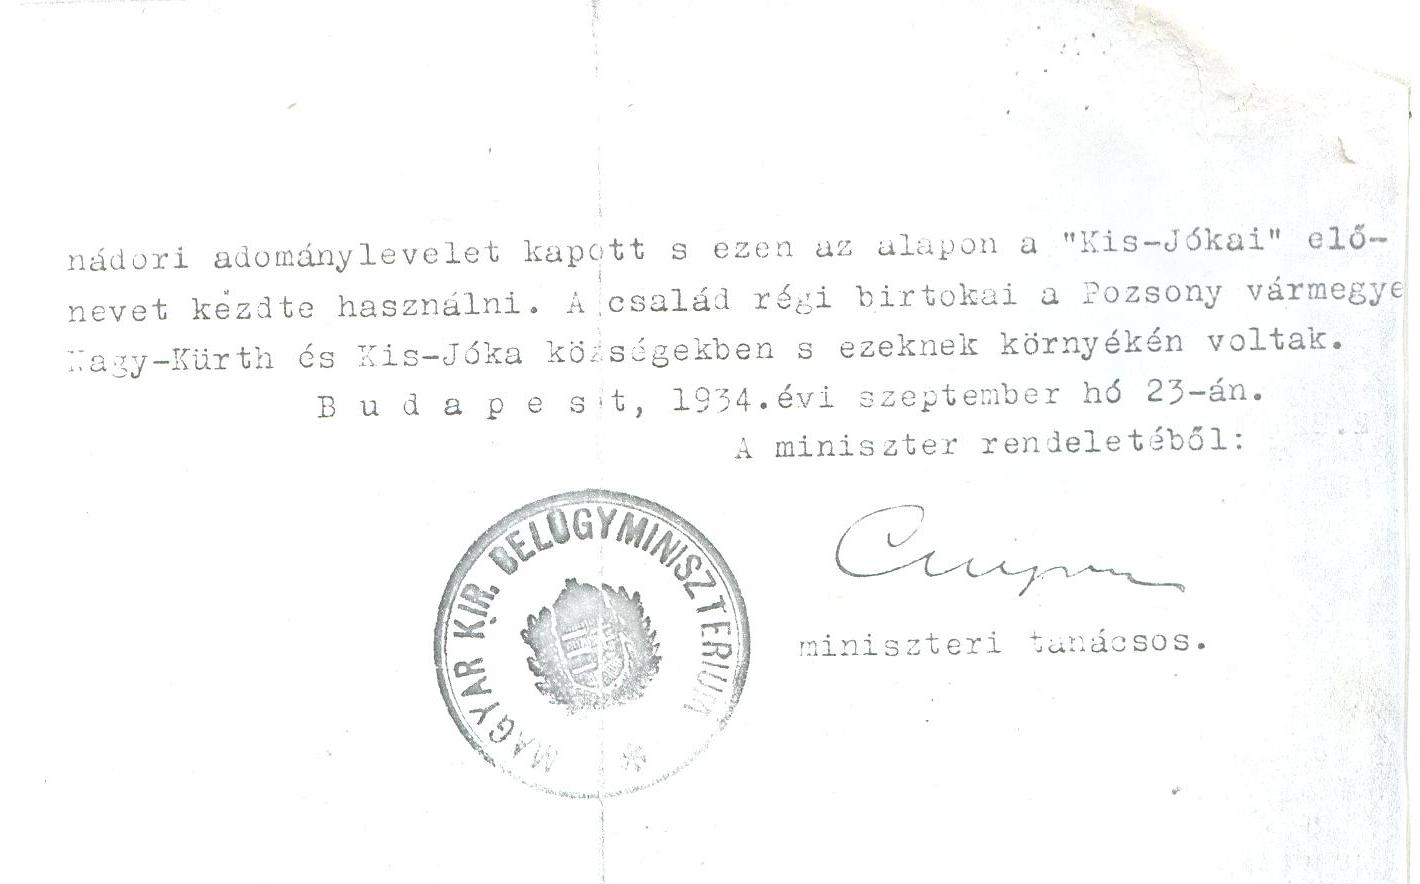 nádori adománylevelet kapott s ezen az alapon a "Kis-Jókai" elő-
nevet kezdte használni. A család régi birtokai a Pozsony vármegye
Nagy-Kürth és Kis-Jóka községekben s ezeknek környékén voltak.
B u d a p e s t, 1934. évi szeptember hó 23-án.
A miniszter rendeletéből:
MAGYAR KIR. BELÜGYMINISZTERIUM
miniszteri tanácsos.